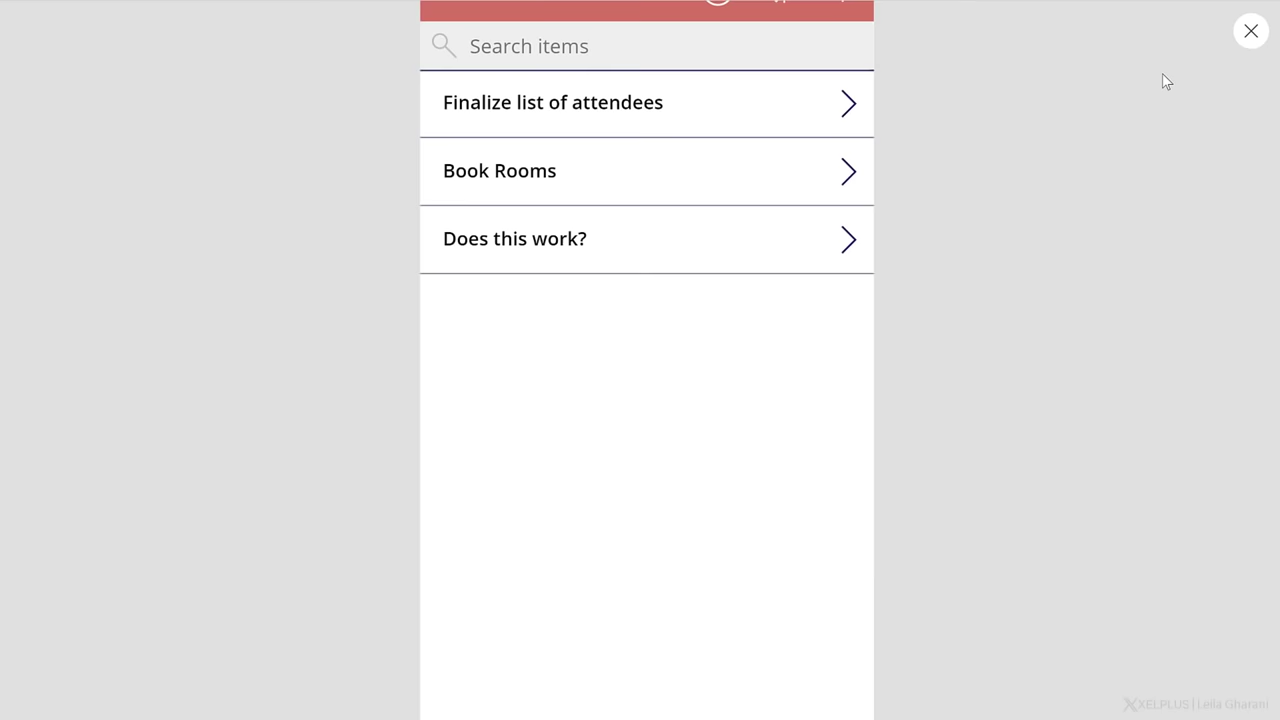 Search items
Finalize list of attendees
Book Rooms
Does this work?
XELPLUS | Leila Gharani